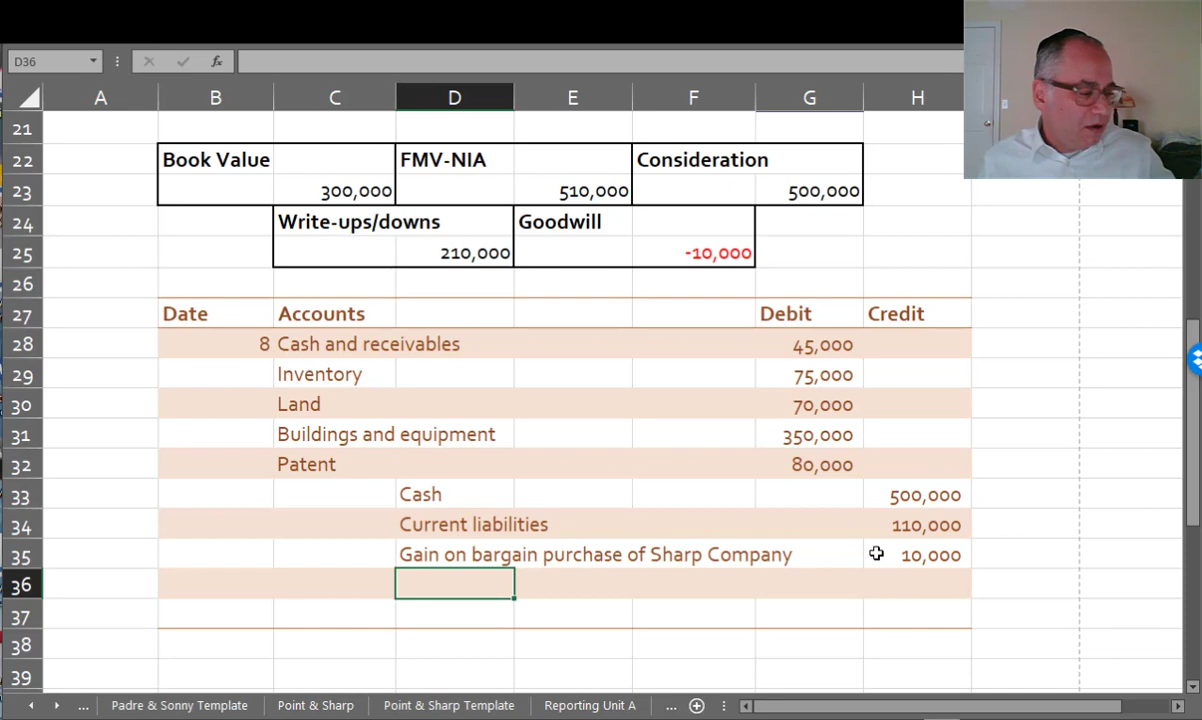 D36 fx
A B C D E F G H
21
22 Book Value FMV-NIA Consideration
23 300,000 510,000 500,000
24 Write-ups/downs Goodwill
25 210,000 -10,000
26
27 Date Accounts Debit Credit
28 8 Cash and receivables 45,000
29 Inventory 75,000
30 Land 70,000
31 Buildings and equipment 350,000
32 Patent 80,000
33 Cash 500,000
34 Current liabilities 110,000
35 Gain on bargain purchase of Sharp Company 10,000
36
37
38
39
... Padre & Sonny Template Point & Sharp Point & Sharp Template Reporting Unit A ...